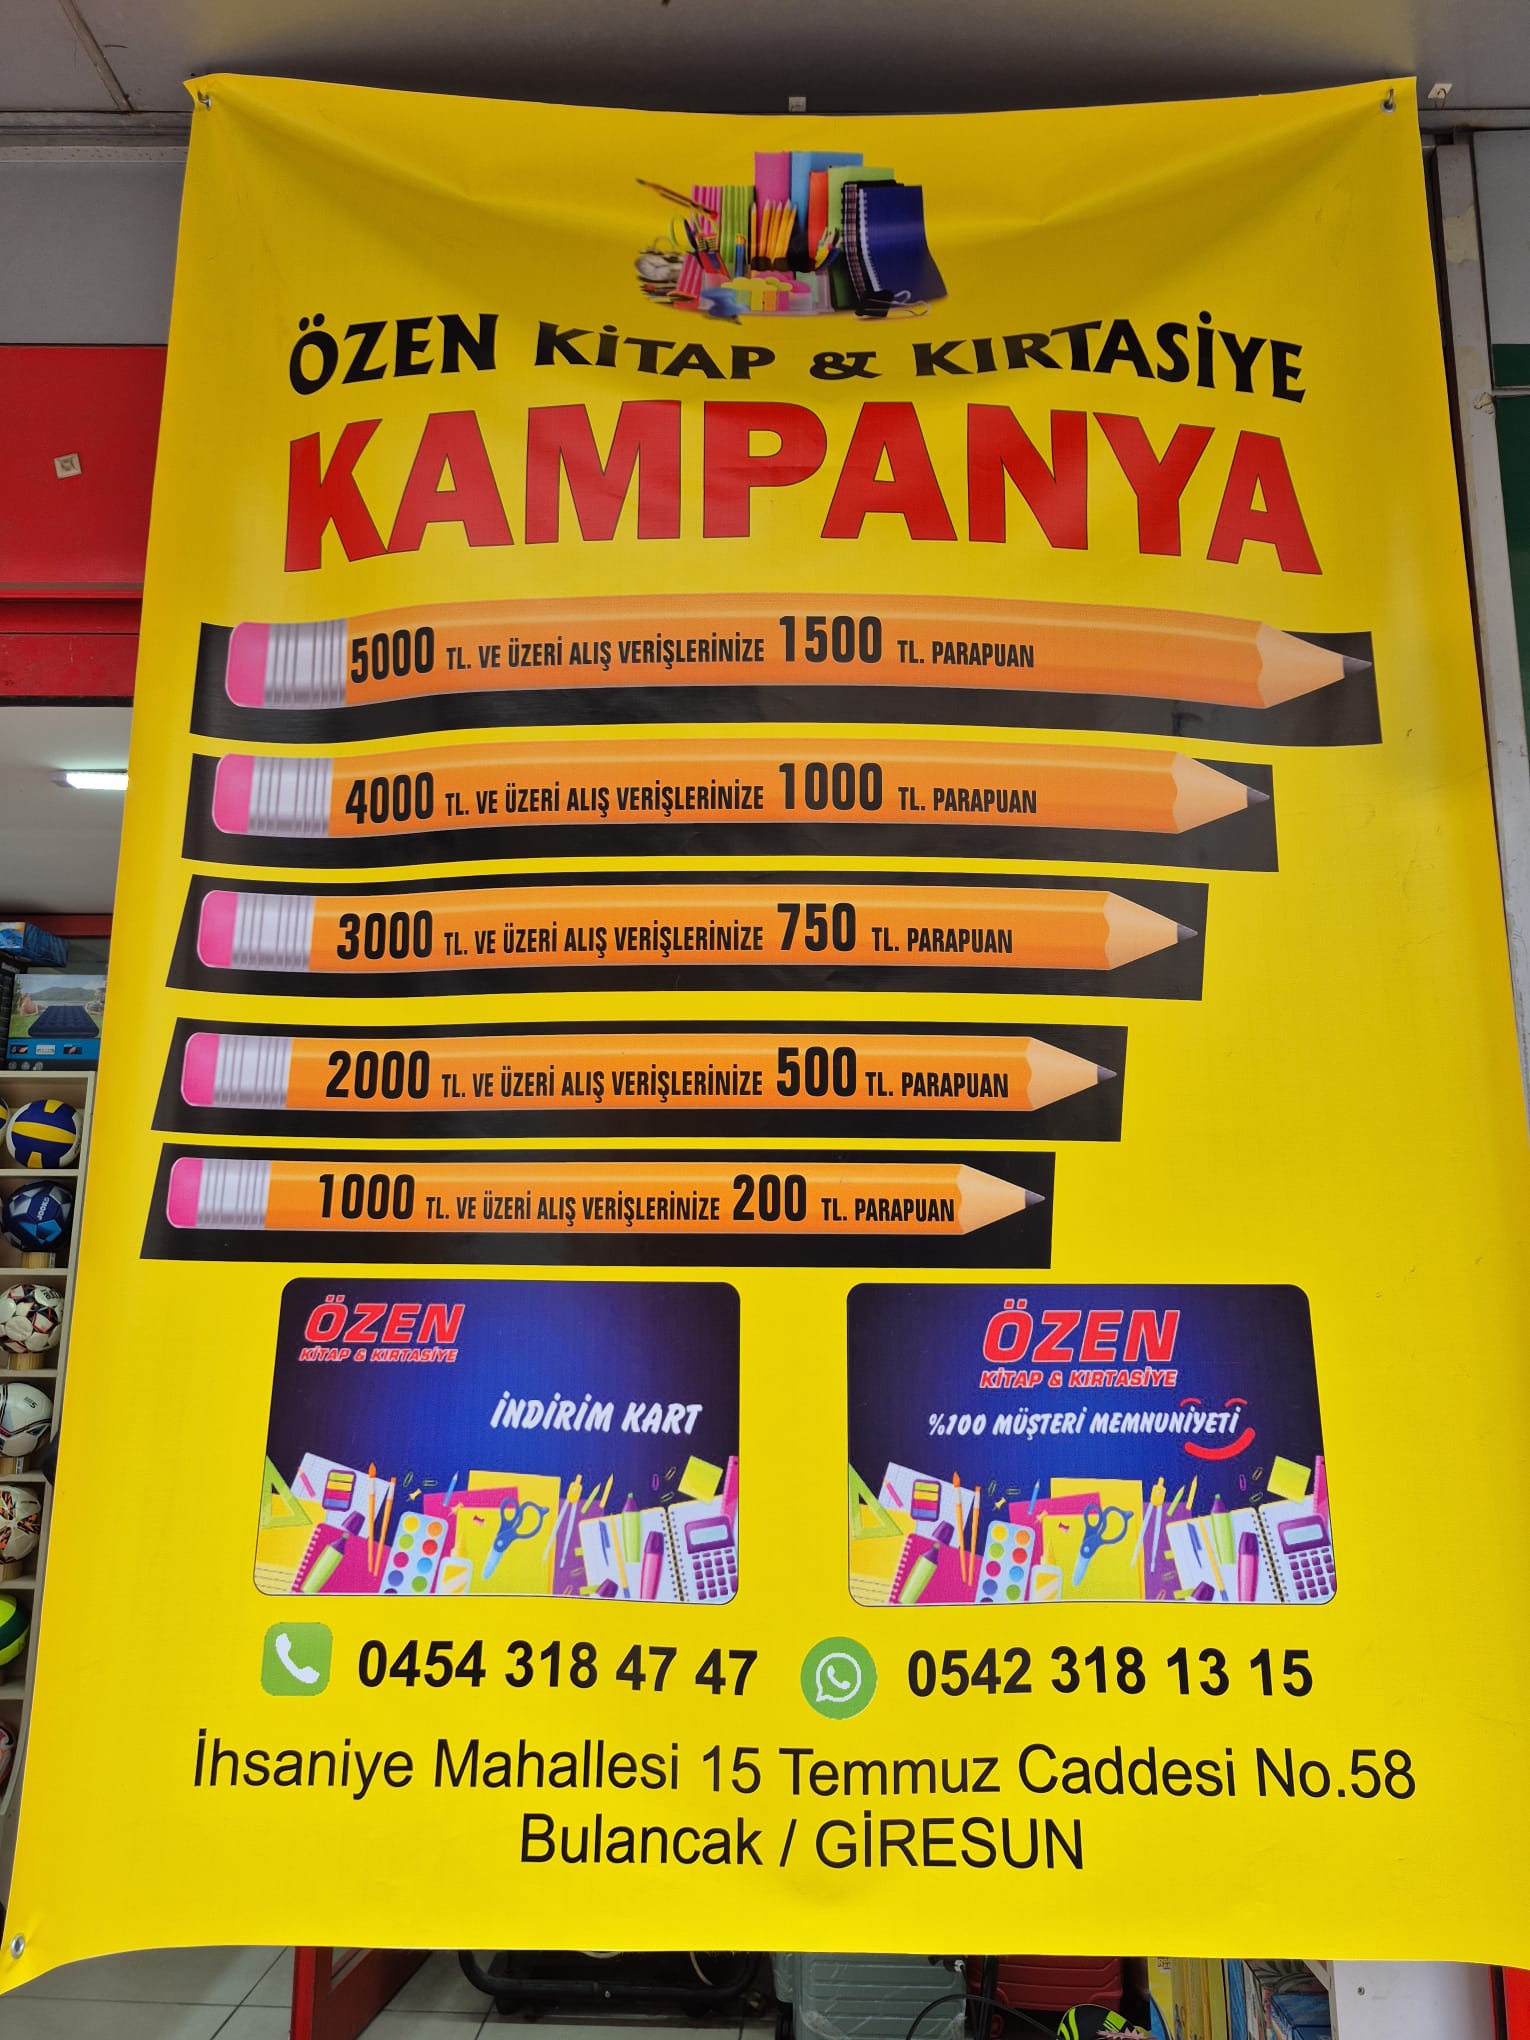 ÖZEN KİTAP & KIRTASİYE
KAMPANYA
5000 TL. VE ÜZERİ ALIŞ VERİŞLERİNİZE 1500 TL. PARAPUAN
4000 TL. VE ÜZERİ ALIŞ VERİŞLERİNİZE 1000 TL. PARAPUAN
3000 TL. VE ÜZERİ ALIŞ VERİŞLERİNİZE 750 TL. PARAPUAN
2000 TL. VE ÜZERİ ALIŞ VERİŞLERİNİZE 500 TL. PARAPUAN
1000 TL. VE ÜZERİ ALIŞ VERİŞLERİNİZE 200 TL. PARAPUAN
ÖZEN
KİTAP & KIRTASİYE
İNDİRİM KART
ÖZEN
KİTAP & KIRTASİYE
%100 MÜŞTERİ MEMNUNİYETİ
0454 318 47 47
0542 318 13 15
İhsaniye Mahallesi 15 Temmuz Caddesi No.58
Bulancak / GİRESUN